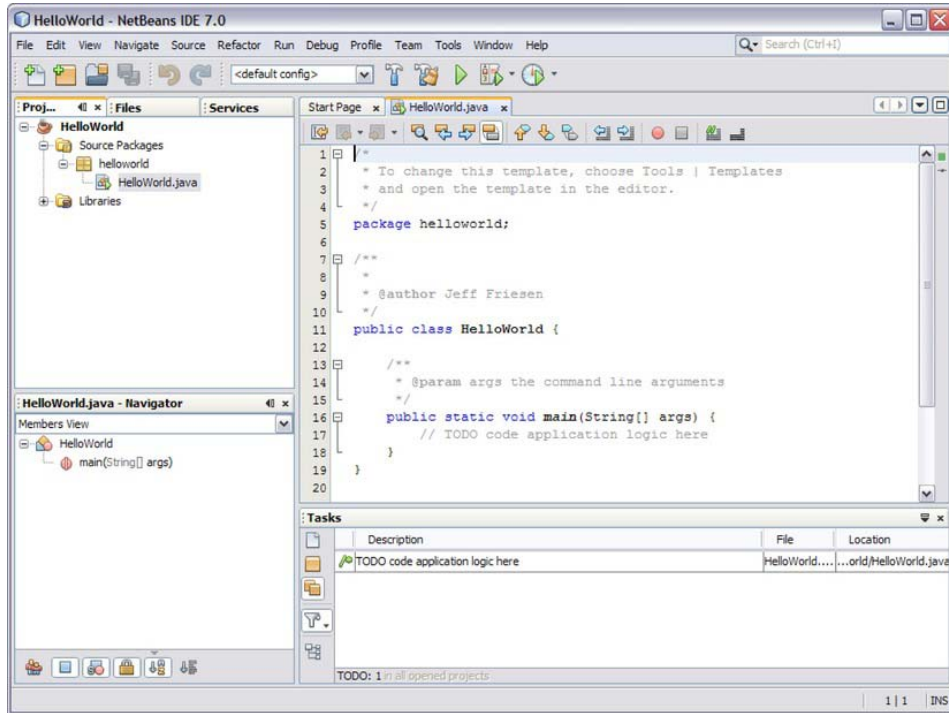 HelloWorld - NetBeans IDE 7.0
File Edit View Navigate Source Refactor Run Debug Profile Team Tools Window Help
Search (Ctrl+I)
<default config>
Proj... Files Services
HelloWorld
Source Packages
helloworld
HelloWorld.java
Libraries
HelloWorld.java - Navigator
Members View
HelloWorld
main(String[] args)
Start Page HelloWorld.java
1 /*
2 * To change this template, choose Tools | Templates
3 * and open the template in the editor.
4 */
5 package helloworld;
6
7 /**
8 *
9 * @author Jeff Friesen
10 */
11 public class HelloWorld {
12
13 /**
14 * @param args the command line arguments
15 */
16 public static void main(String[] args) {
17 // TODO code application logic here
18 }
19 }
20
Tasks
Description File Location
TODO code application logic here HelloWorld.... ...orld/HelloWorld.java
TODO: 1 in all opened projects
1|1 INS